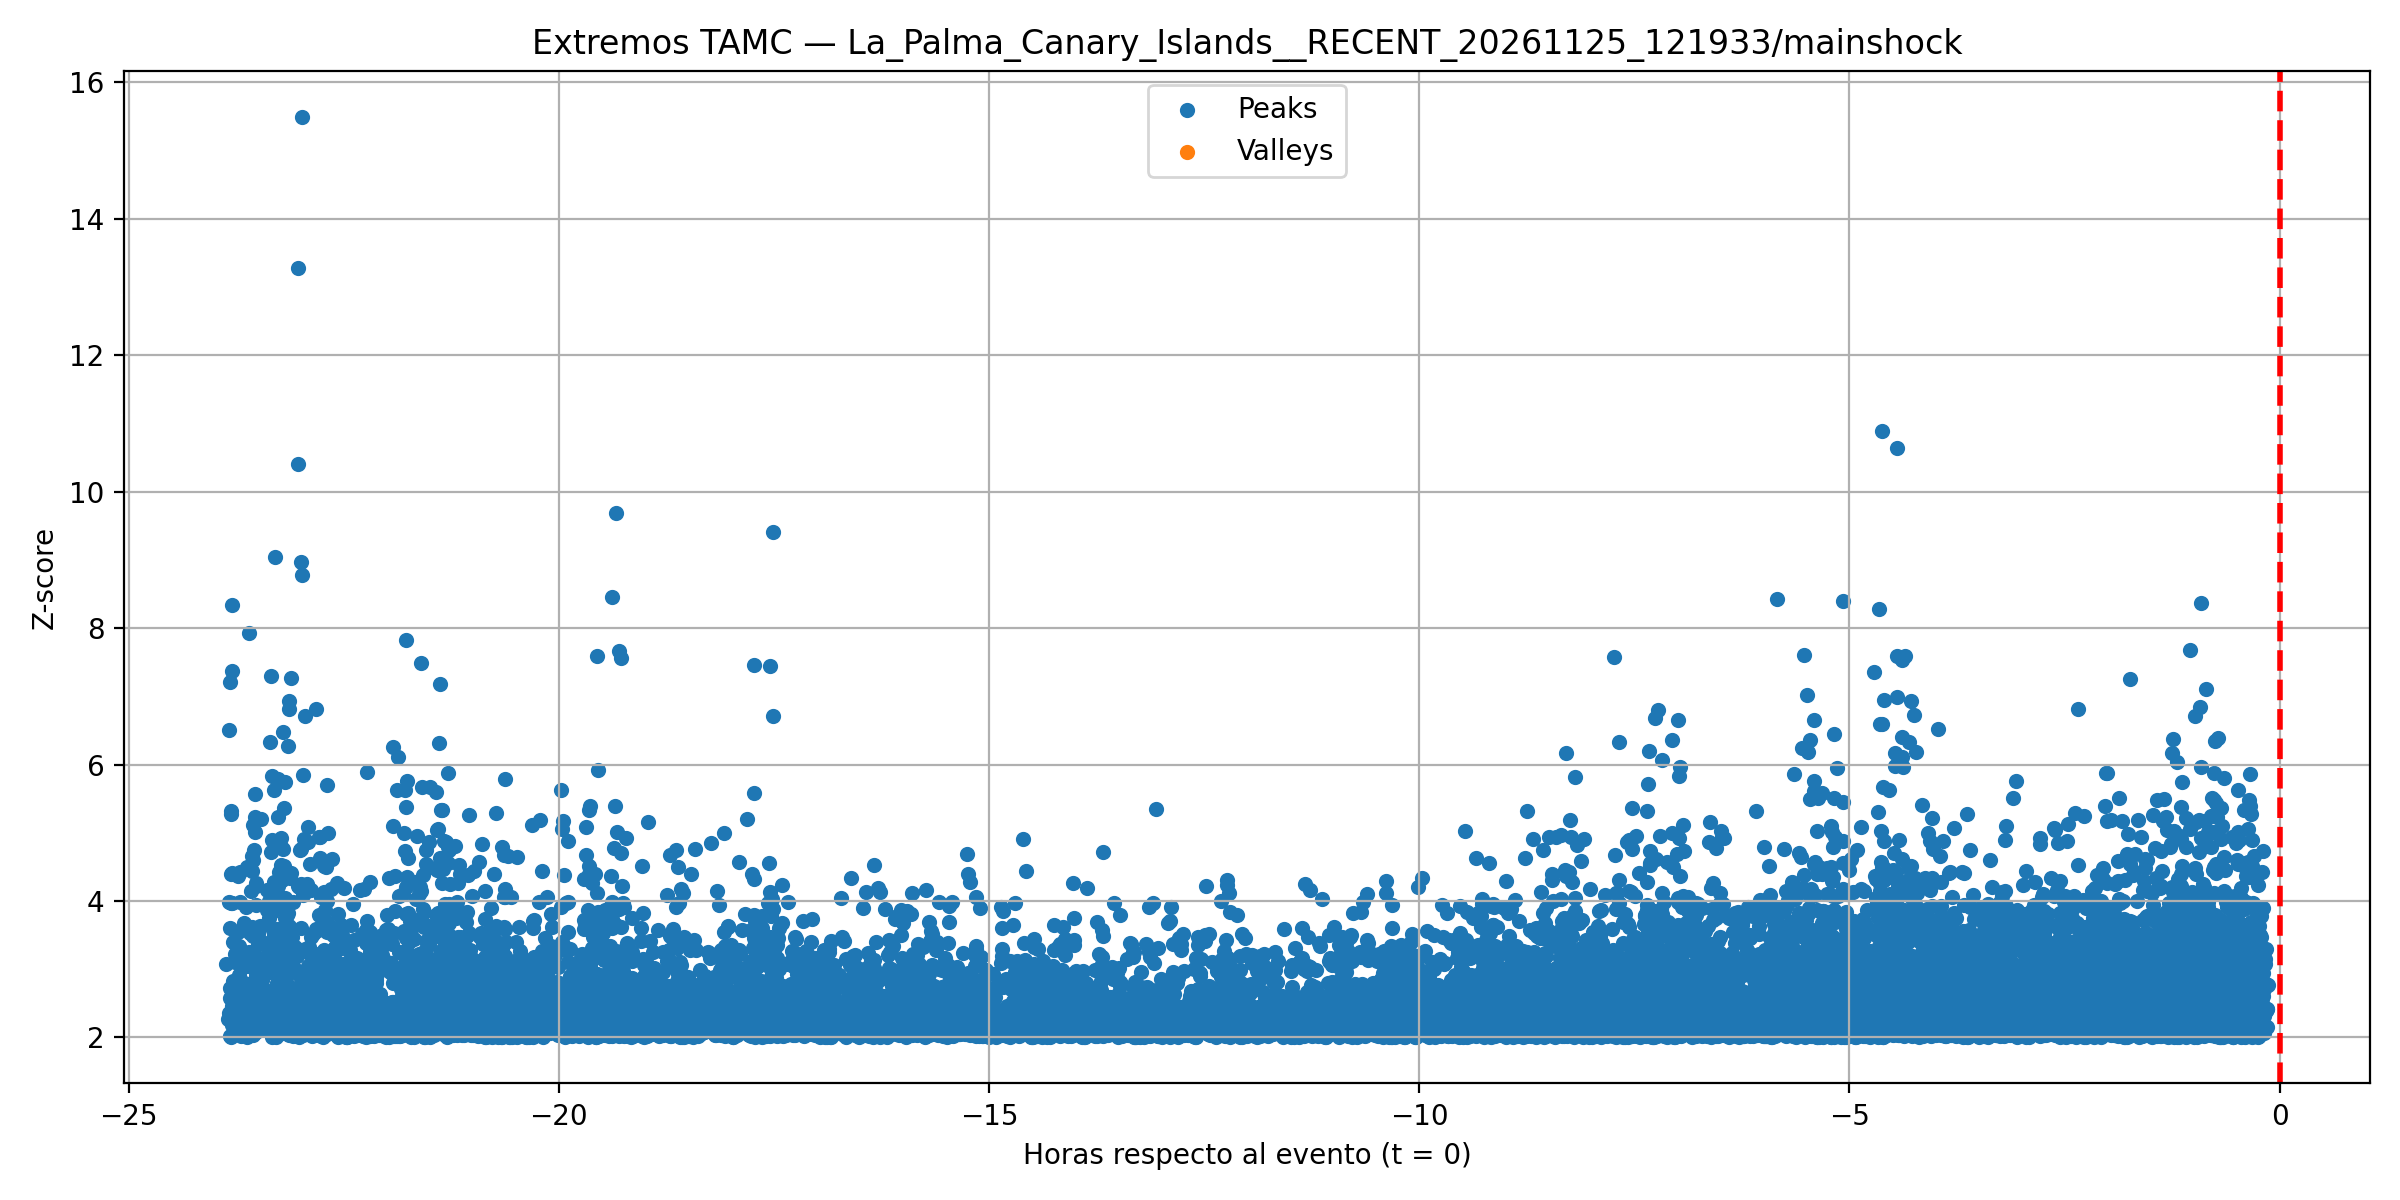 Extremos TAMC — La_Palma_Canary_Islands__RECENT_20261125_121933/mainshock
Peaks
Valleys
Z-score
16
14
12
10
8
6
4
2
−25
−20
−15
−10
−5
0
Horas respecto al evento (t = 0)